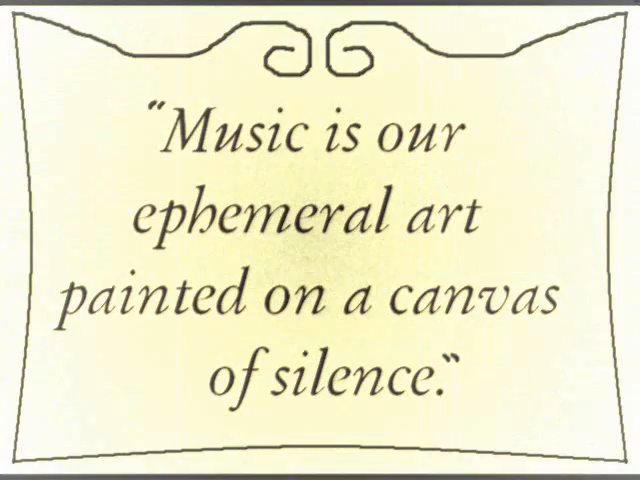 “Music is our
ephemeral art
painted on a canvas
of silence.”